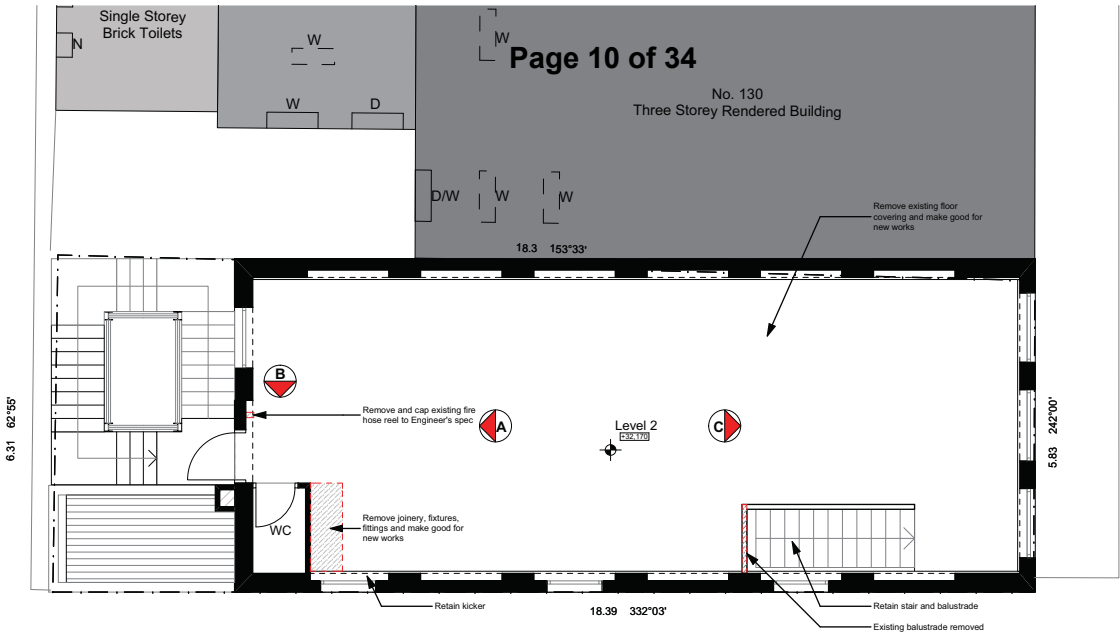 Single Storey
Brick Toilets
N
W
W
Page 10 of 34
No. 130
Three Storey Rendered Building
W
D
D/W
W
W
Remove existing floor
covering and make good for
new works
18.3 153°33'
B
Remove and cap existing fire
hose reel to Engineer's spec
A
Level 2
+32,170
C
6.31 62°55'
5.83 242°00'
WC
Remove joinery, fixtures,
fittings and make good for
new works
Retain kicker
18.39 332°03'
Retain stair and balustrade
Existing balustrade removed